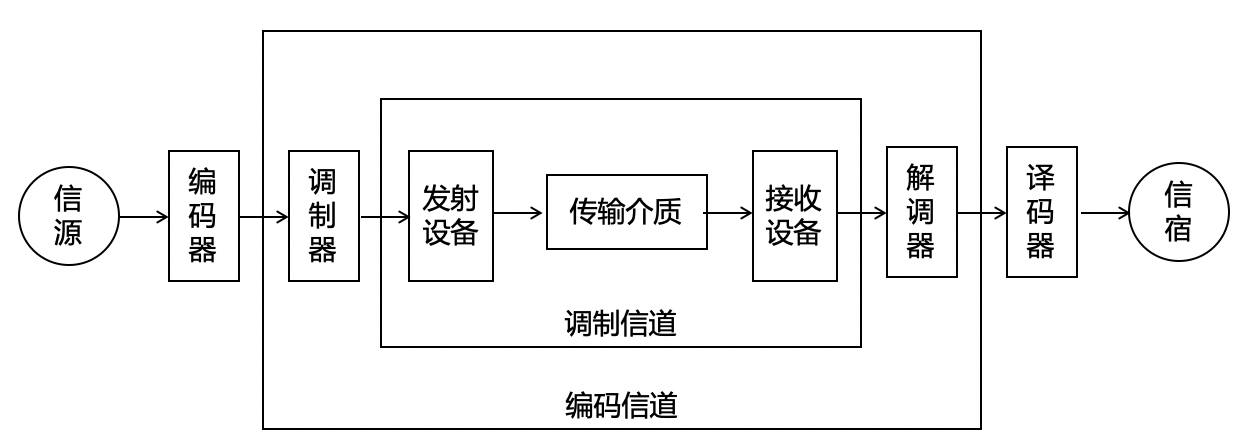 信
源
编
码
器
调
制
器
发射
设备
传输介质
接收
设备
解
调
器
译
码
器
信
宿
调制信道
编码信道